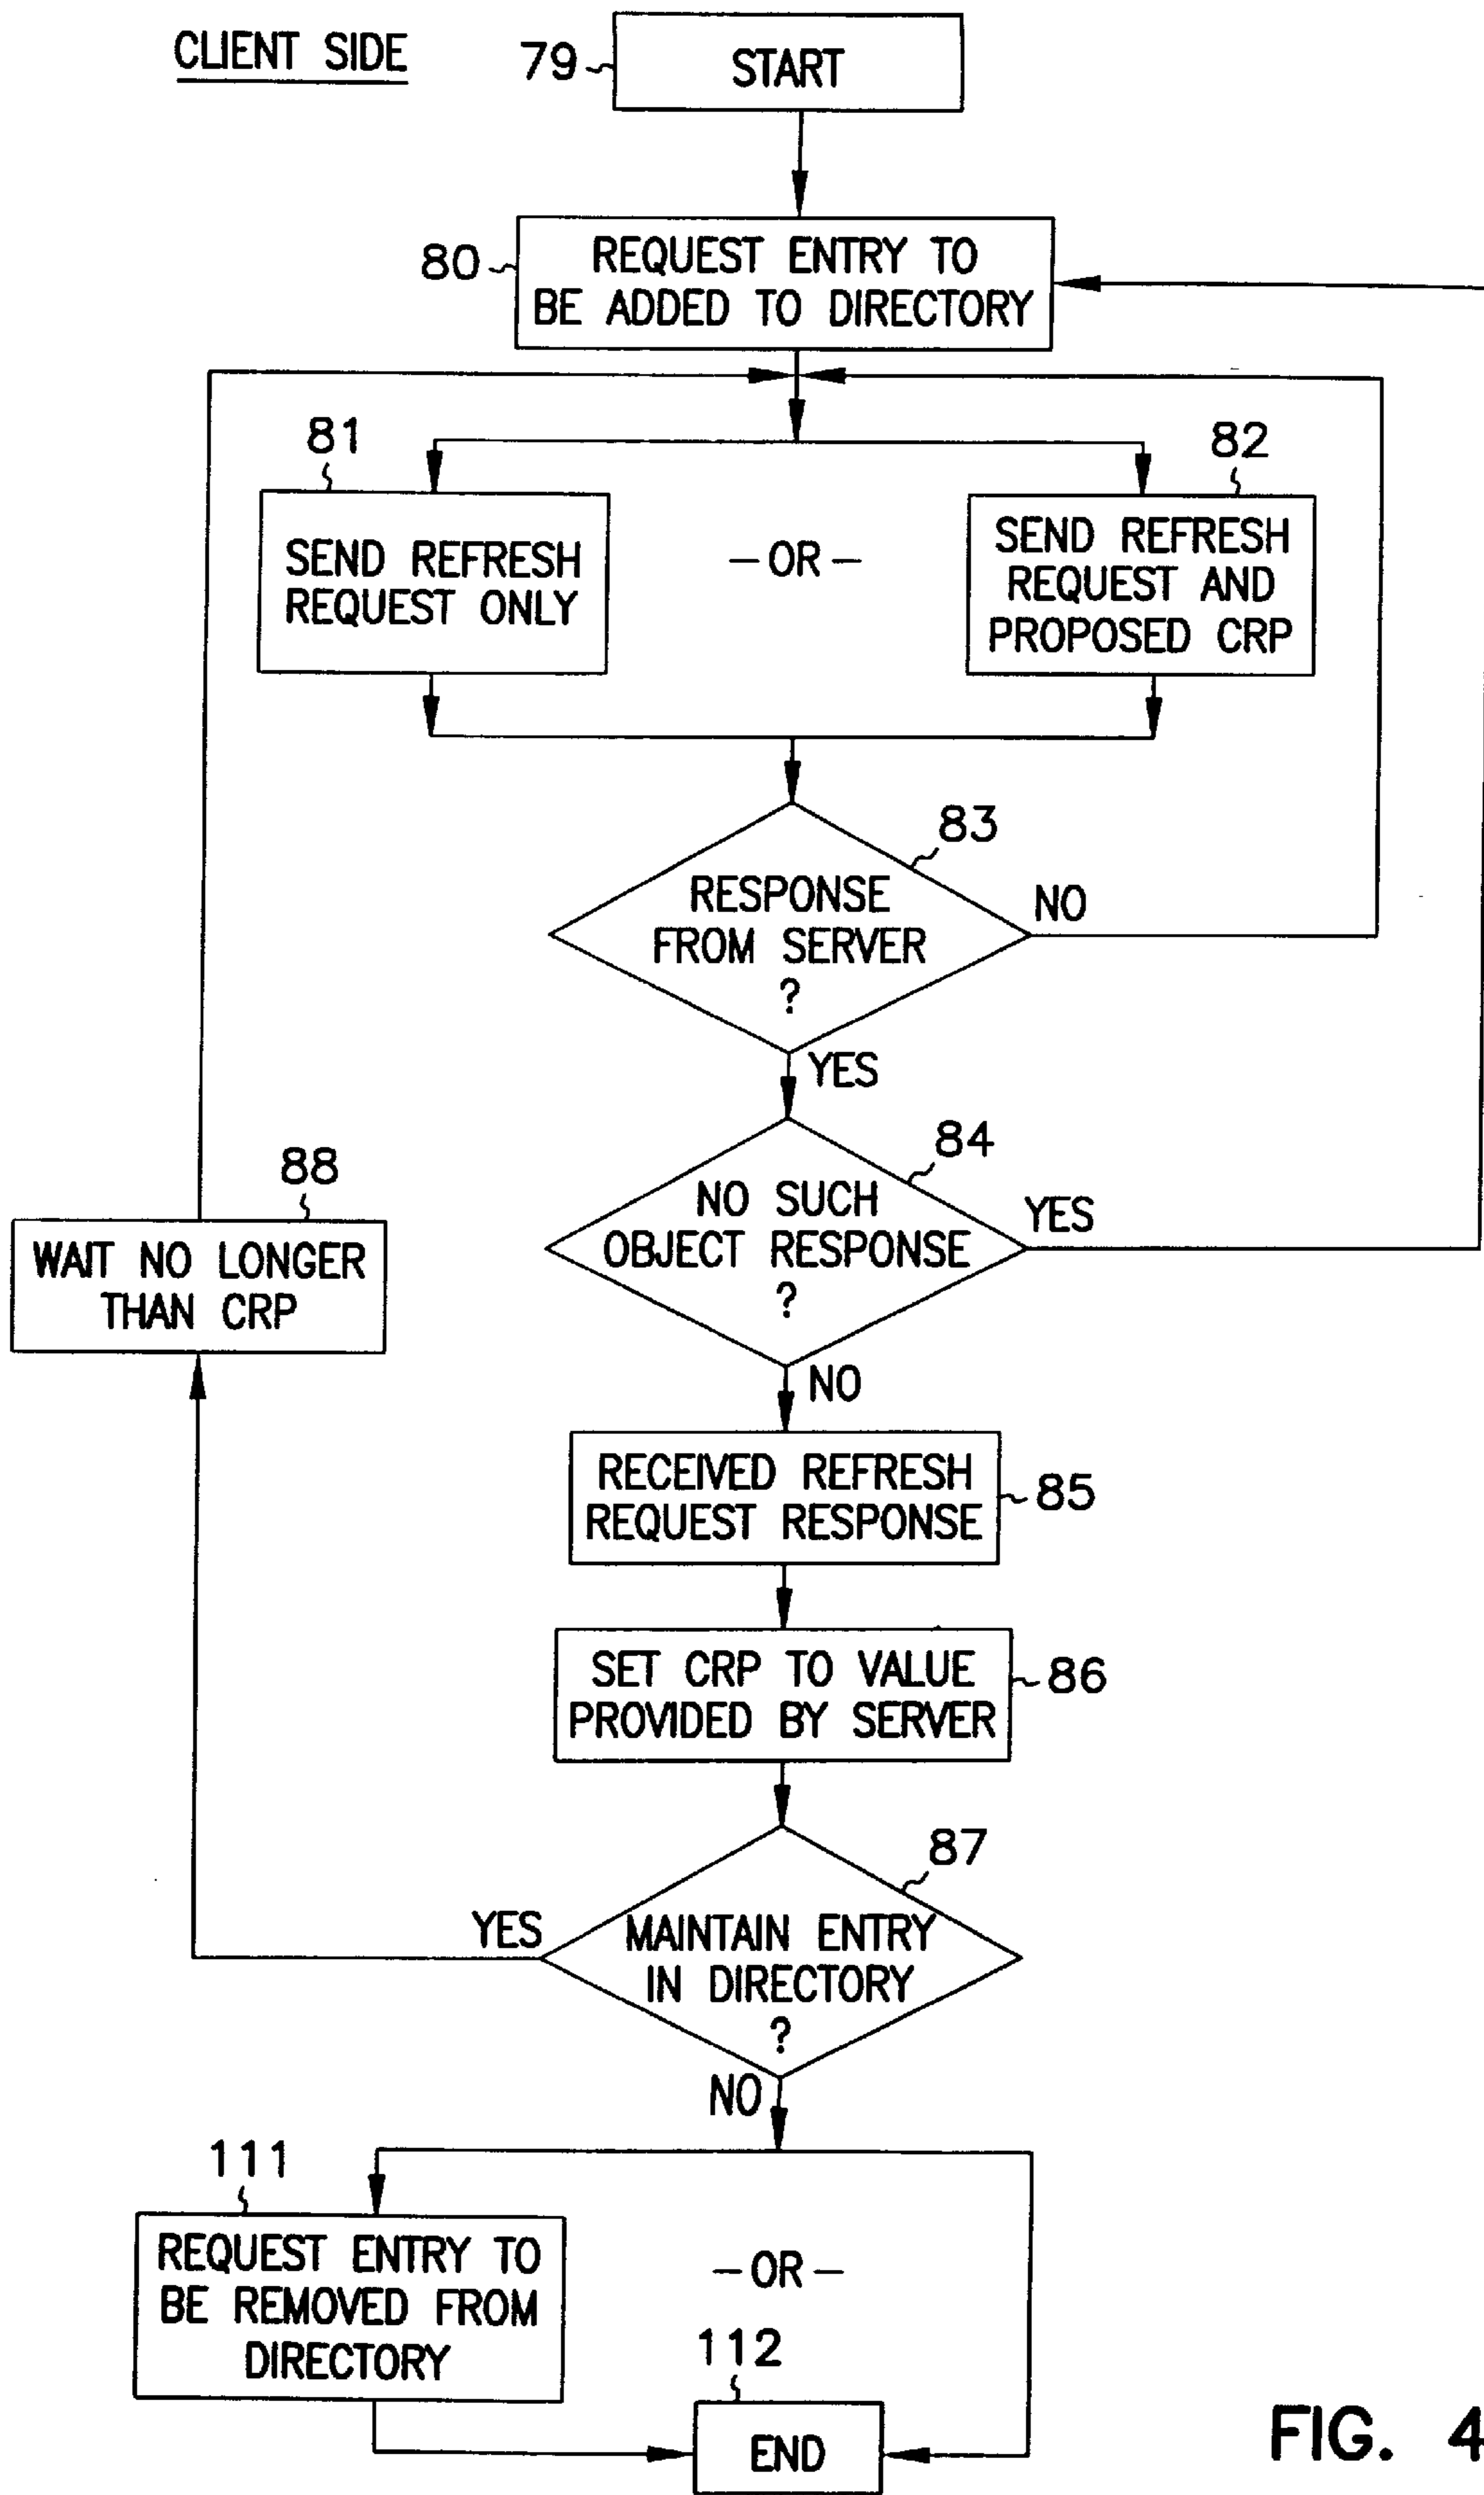 CLIENT SIDE
79
START
80
REQUEST ENTRY TO
BE ADDED TO DIRECTORY
81
82
SEND REFRESH
REQUEST ONLY
-OR-
SEND REFRESH
REQUEST AND
PROPOSED CRP
83
RESPONSE
FROM SERVER
?
NO
YES
84
NO SUCH
OBJECT RESPONSE
?
YES
88
WAIT NO LONGER
THAN CRP
NO
RECEIVED REFRESH
REQUEST RESPONSE
85
SET CRP TO VALUE
PROVIDED BY SERVER
86
87
YES
MAINTAIN ENTRY
IN DIRECTORY
?
NO
111
REQUEST ENTRY TO
BE REMOVED FROM
DIRECTORY
-OR-
112
END
FIG. 4